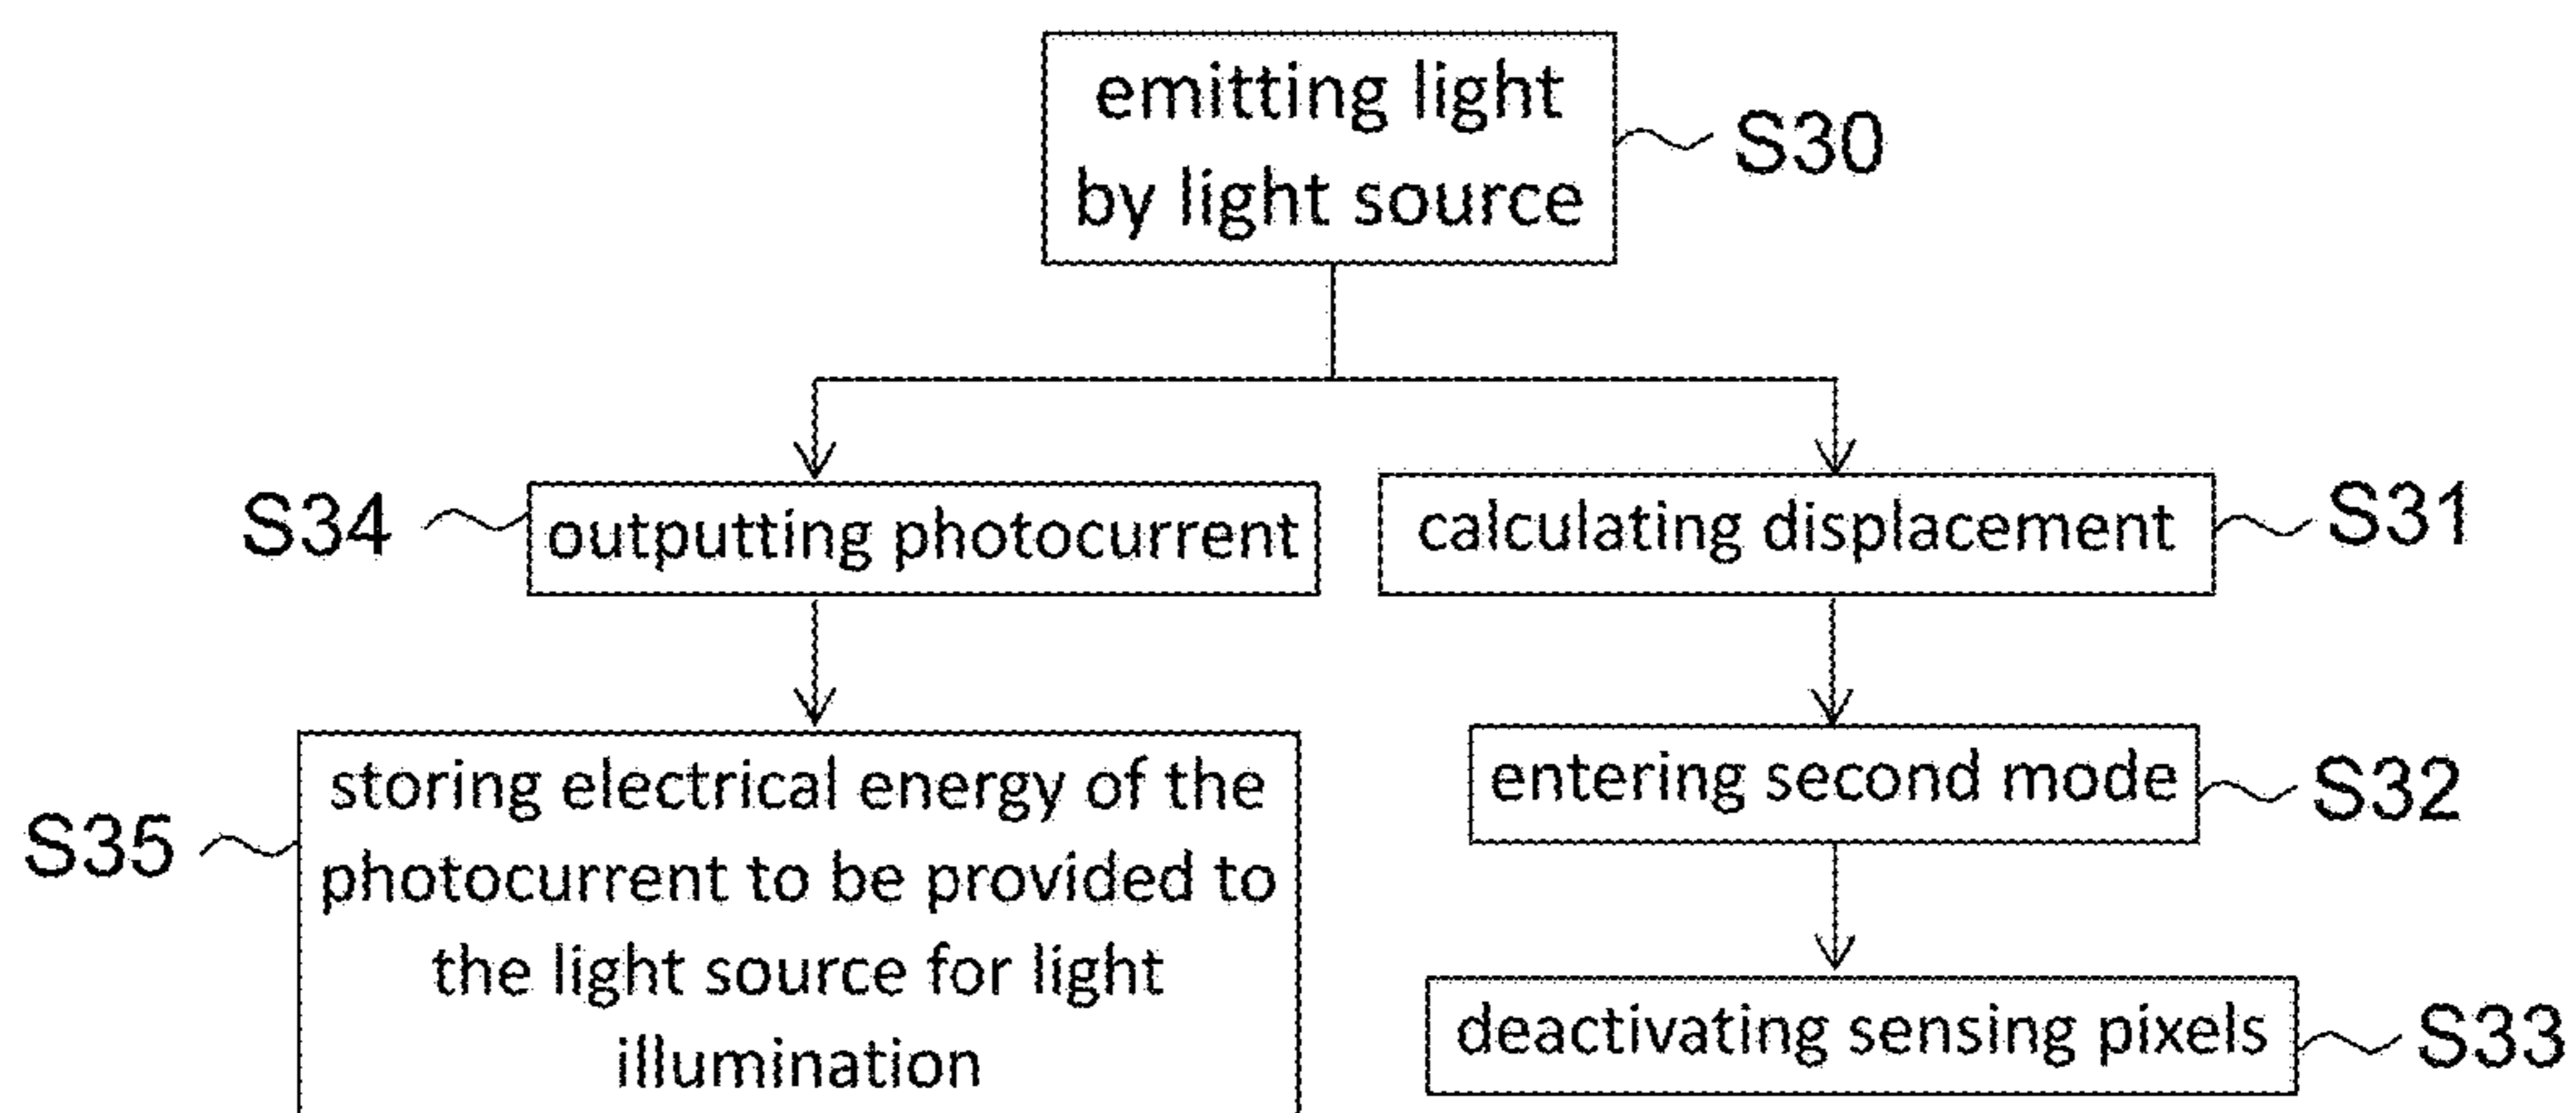 emitting light
by light source
S30
S34
outputting photocurrent
calculating displacement
S31
storing electrical energy of the
photocurrent to be provided to
the light source for light
illumination
S35
entering second mode
S32
deactivating sensing pixels
S33